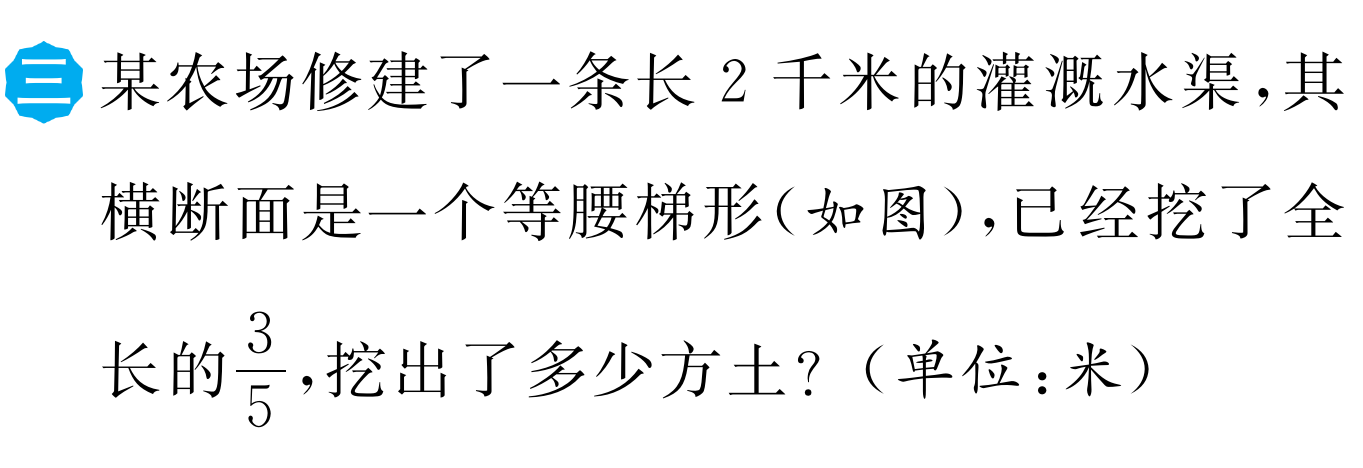 三 某农场修建了一条长 2 千米的灌溉水渠,其
横断面是一个等腰梯形(如图),已经挖了全
长的3/5,挖出了多少方土?(单位:米)